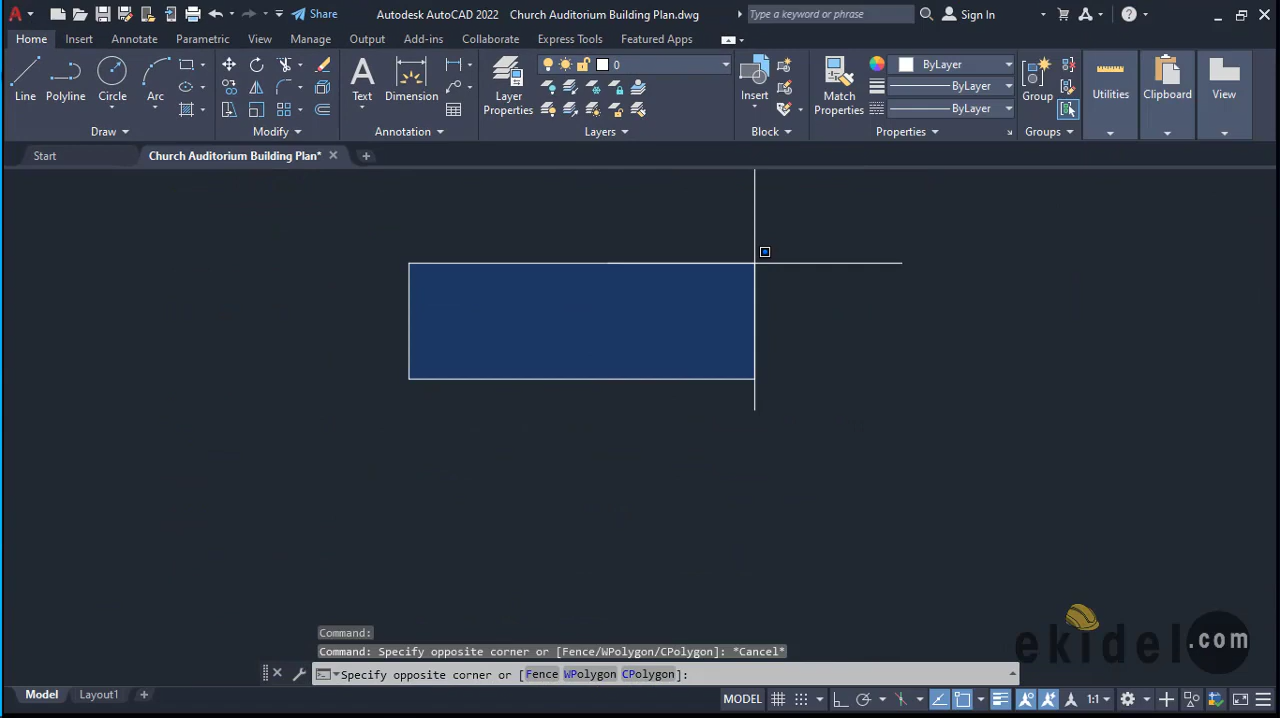 Share
Autodesk AutoCAD 2022 Church Auditorium Building Plan.dwg
Type a keyword or phrase
Sign In
Home Insert Annotate Parametric View Manage Output Add-ins Collaborate Express Tools Featured Apps
0
ByLayer
ByLayer
ByLayer
Line Polyline Circle Arc
Text Dimension
Layer Properties
Insert
Match Properties
Group
Utilities
Clipboard
View
Draw Modify Annotation Layers Block Properties Groups
Start
Church Auditorium Building Plan*
Command:
Command: Specify opposite corner or [Fence/WPolygon/CPolygon]: *Cancel*
Specify opposite corner or [Fence WPolygon CPolygon]:
ekidel.com
Model Layout1
MODEL
1:1